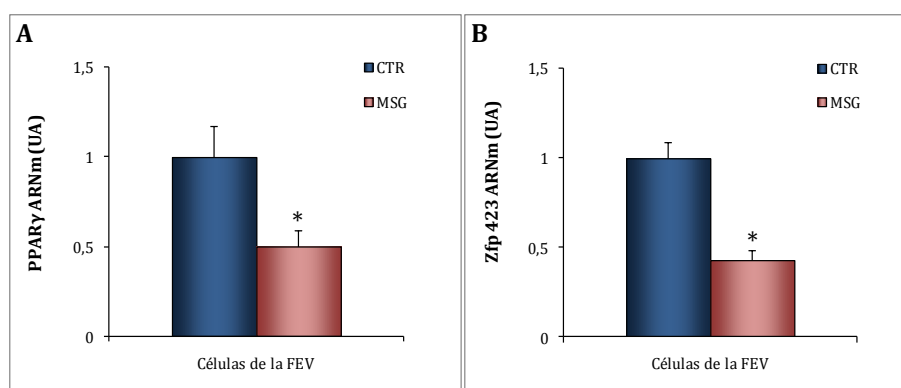 A
PPARγ ARNm (UA)
1,5
1
0,5
0
CTR
MSG
*
Células de la FEV
B
Zfp 423 ARNm (UA)
1,5
1
0,5
0
CTR
MSG
*
Células de la FEV